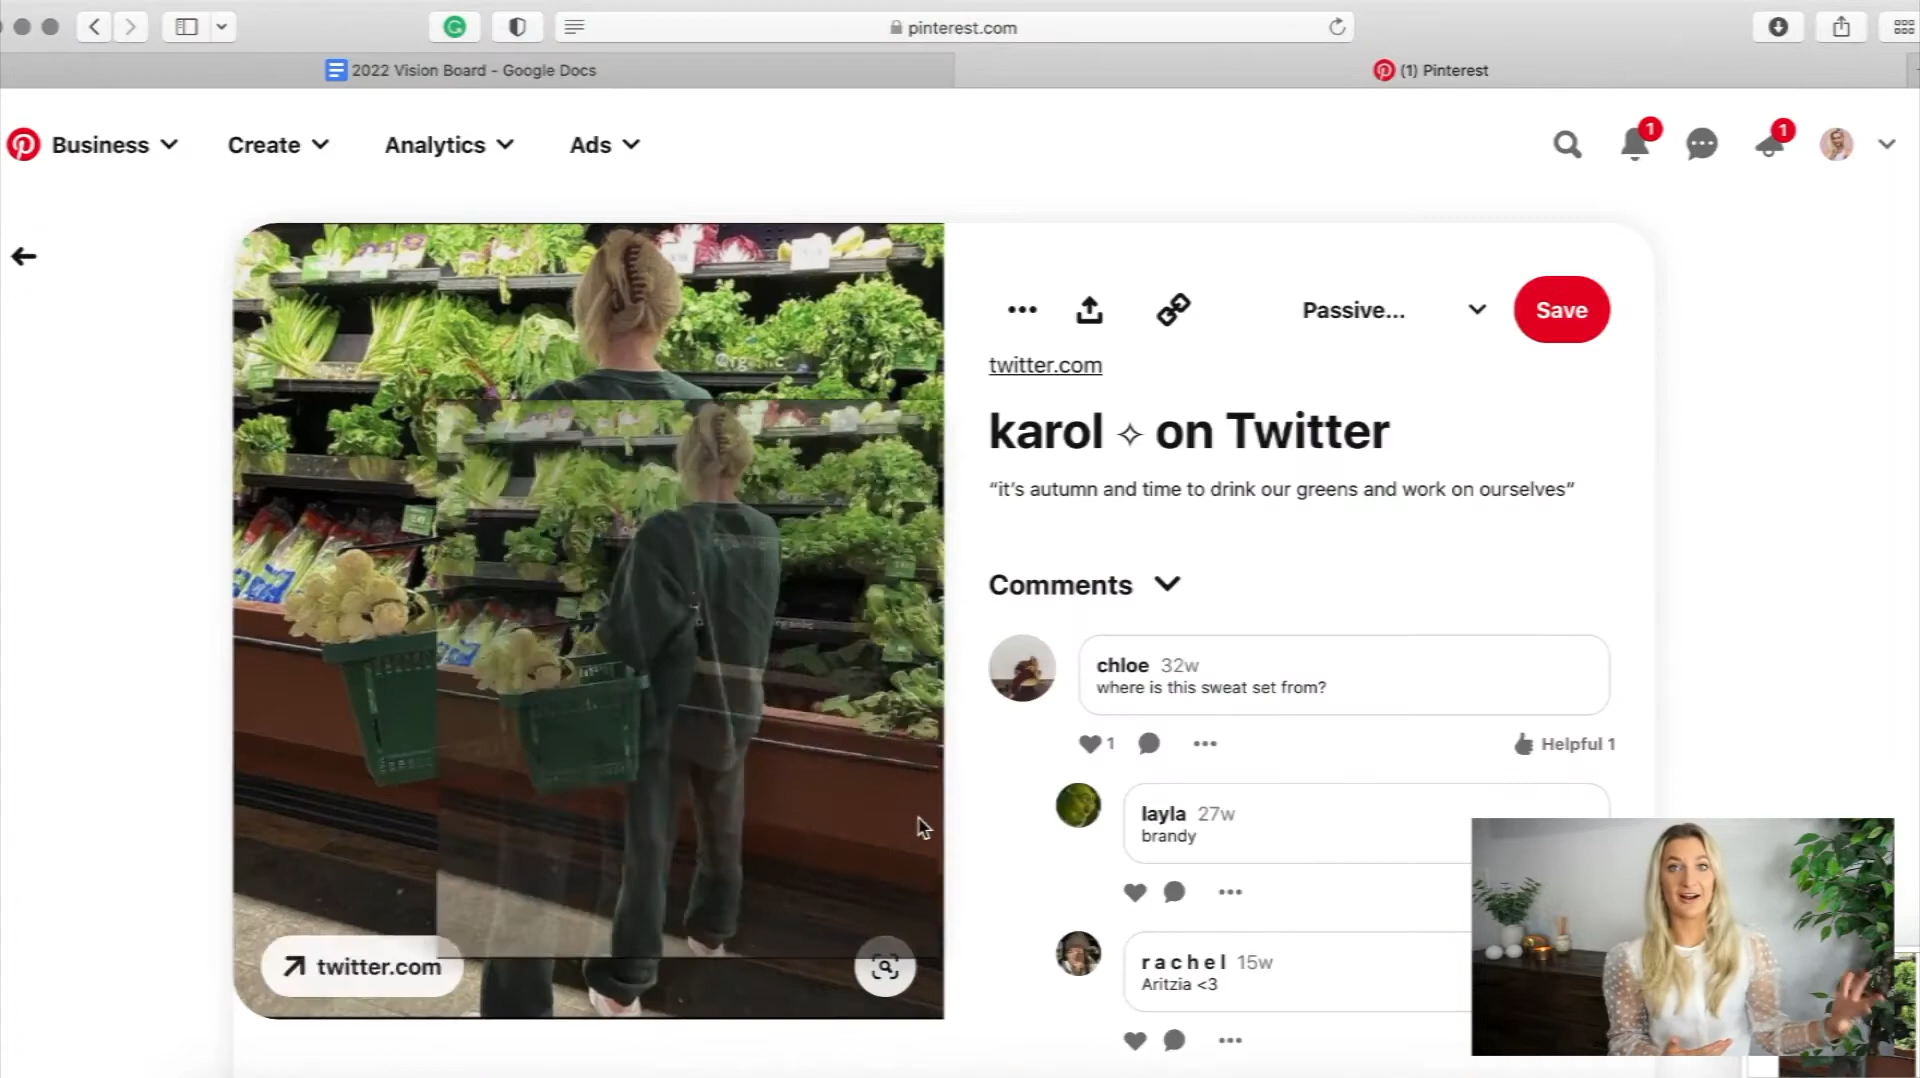 pinterest.com
2022 Vision Board - Google Docs
(1) Pinterest
Business
Create
Analytics
Ads
1
1
Passive...
Save
twitter.com
karol ✧ on Twitter
“it’s autumn and time to drink our greens and work on ourselves”
Comments
chloe 32w
where is this sweat set from?
1
Helpful 1
layla 27w
brandy
r a c h e l 15w
Aritzia <3
organic
twitter.com